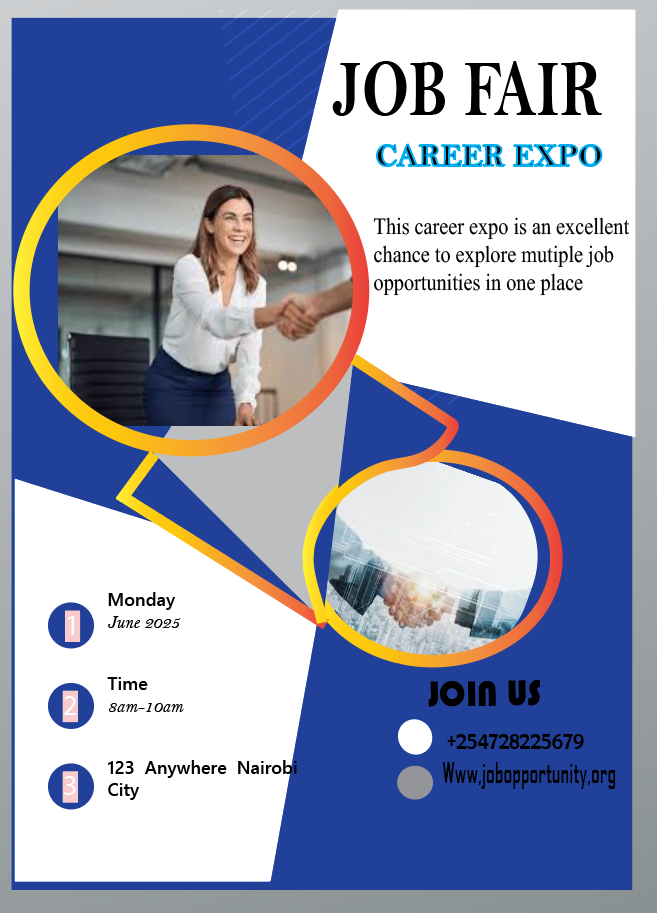 JOB FAIR
CAREER EXPO
This career expo is an excellent
chance to explore mutiple job
opportunities in one place
1
Monday
June 2025
2
Time
8am-10am
3
123 Anywhere Nairobi
City
JOIN US
+254728225679
Www.jobopportunity.org